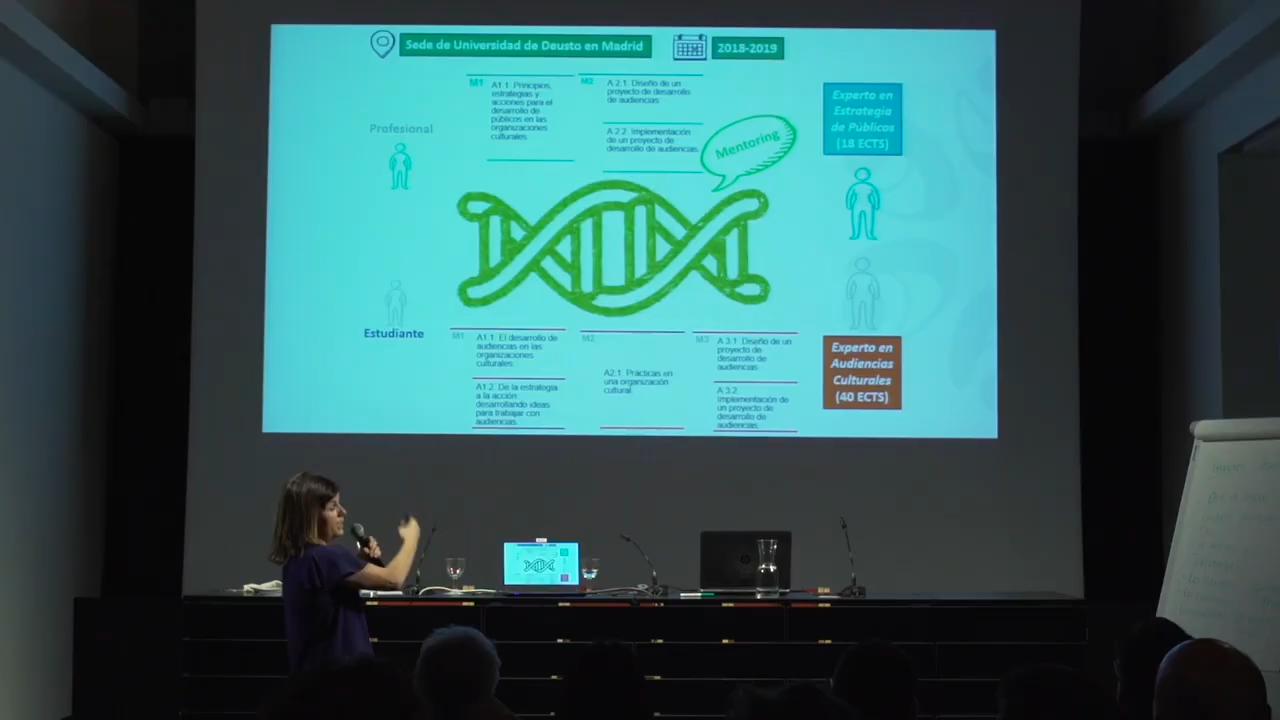 Sede de Universidad de Deusto en Madrid
2018-2019
M1
A1.1. Principios,
estrategias y
acciones para el
desarrollo de
públicos en las
organizaciones
culturales.
M2
A 2.1. Diseño de un
proyecto de desarrollo
de audiencias
A 2.2. Implementación
de un proyecto de
desarrollo de audiencias.
Mentoring
Experto en
Estrategia
de Públicos
(18 ECTS)
Profesional
Estudiante
M1
A1.1. El desarrollo de
audiencias en las
organizaciones
culturales.
A1.2. De la estrategia
a la acción:
desarrollando ideas
para trabajar con
audiencias.
M2
A2.1. Prácticas en
una organización
cultural.
M3
A 3.1. Diseño de un
proyecto de
desarrollo de
audiencias
A 3.2.
Implementación de
un proyecto de
desarrollo de
audiencias.
Experto en
Audiencias
Culturales
(40 ECTS)